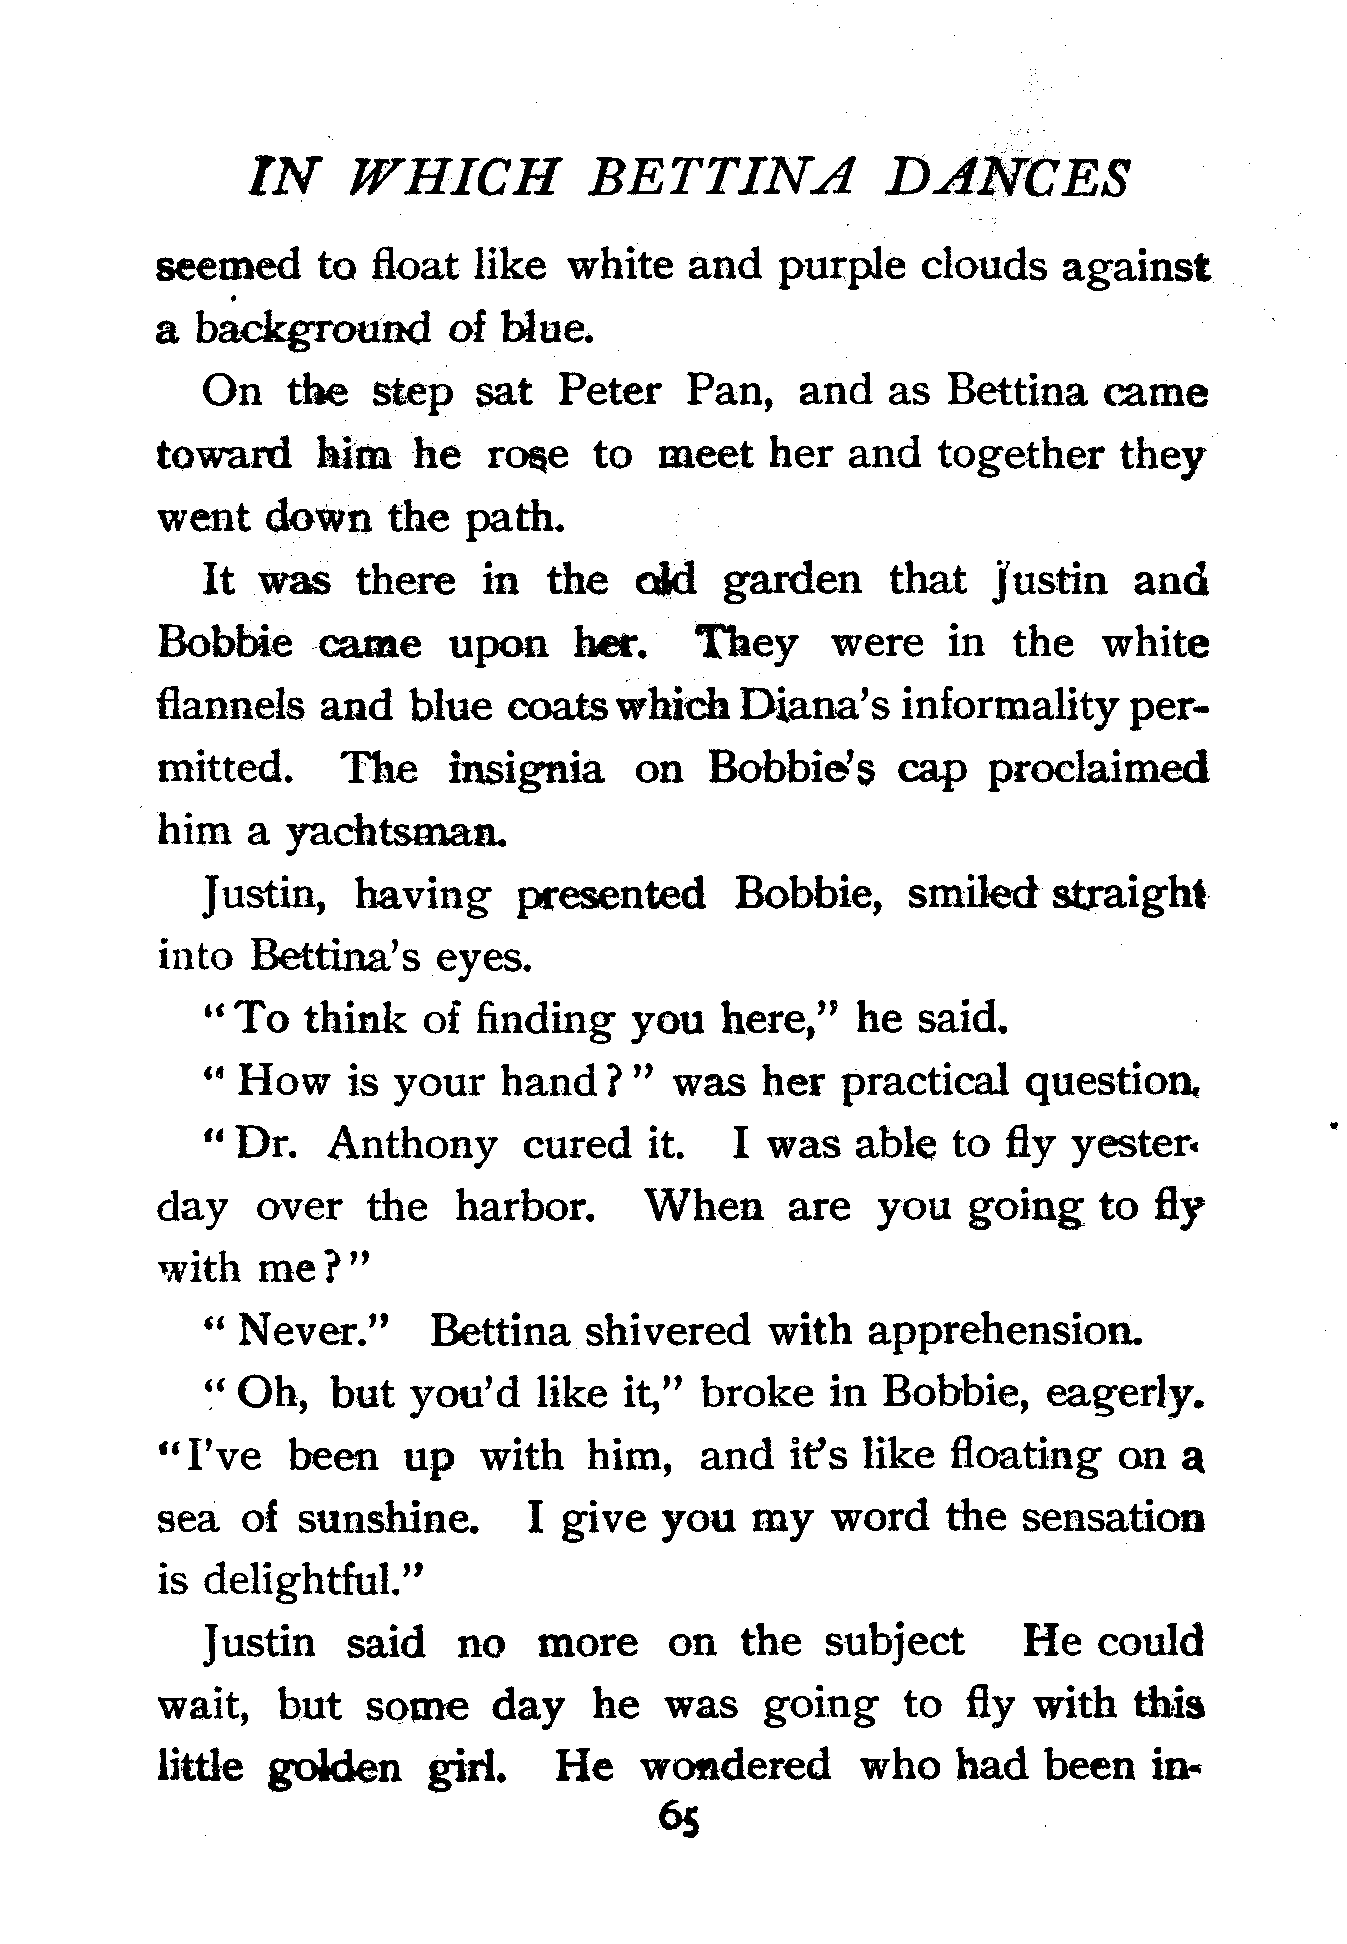 IN WHICH BETTINA DANCES
seemed to float like white and purple clouds against
a background of blue.
On the step sat Peter Pan, and as Bettina came
toward him he rose to meet her and together they
went down the path.
It was there in the old garden that Justin and
Bobbie came upon her. They were in the white
flannels and blue coats which Diana's informality per-
mitted. The insignia on Bobbie's cap proclaimed
him a yachtsman.
Justin, having presented Bobbie, smiled straight
into Bettina's eyes.
"To think of finding you here," he said.
"How is your hand?" was her practical question.
"Dr. Anthony cured it. I was able to fly yester-
day over the harbor. When are you going to fly
with me?"
"Never." Bettina shivered with apprehension.
"Oh, but you'd like it," broke in Bobbie, eagerly.
"I've been up with him, and it's like floating on a
sea of sunshine. I give you my word the sensation
is delightful."
Justin said no more on the subject He could
wait, but some day he was going to fly with this
little golden girl. He wondered who had been in-
65